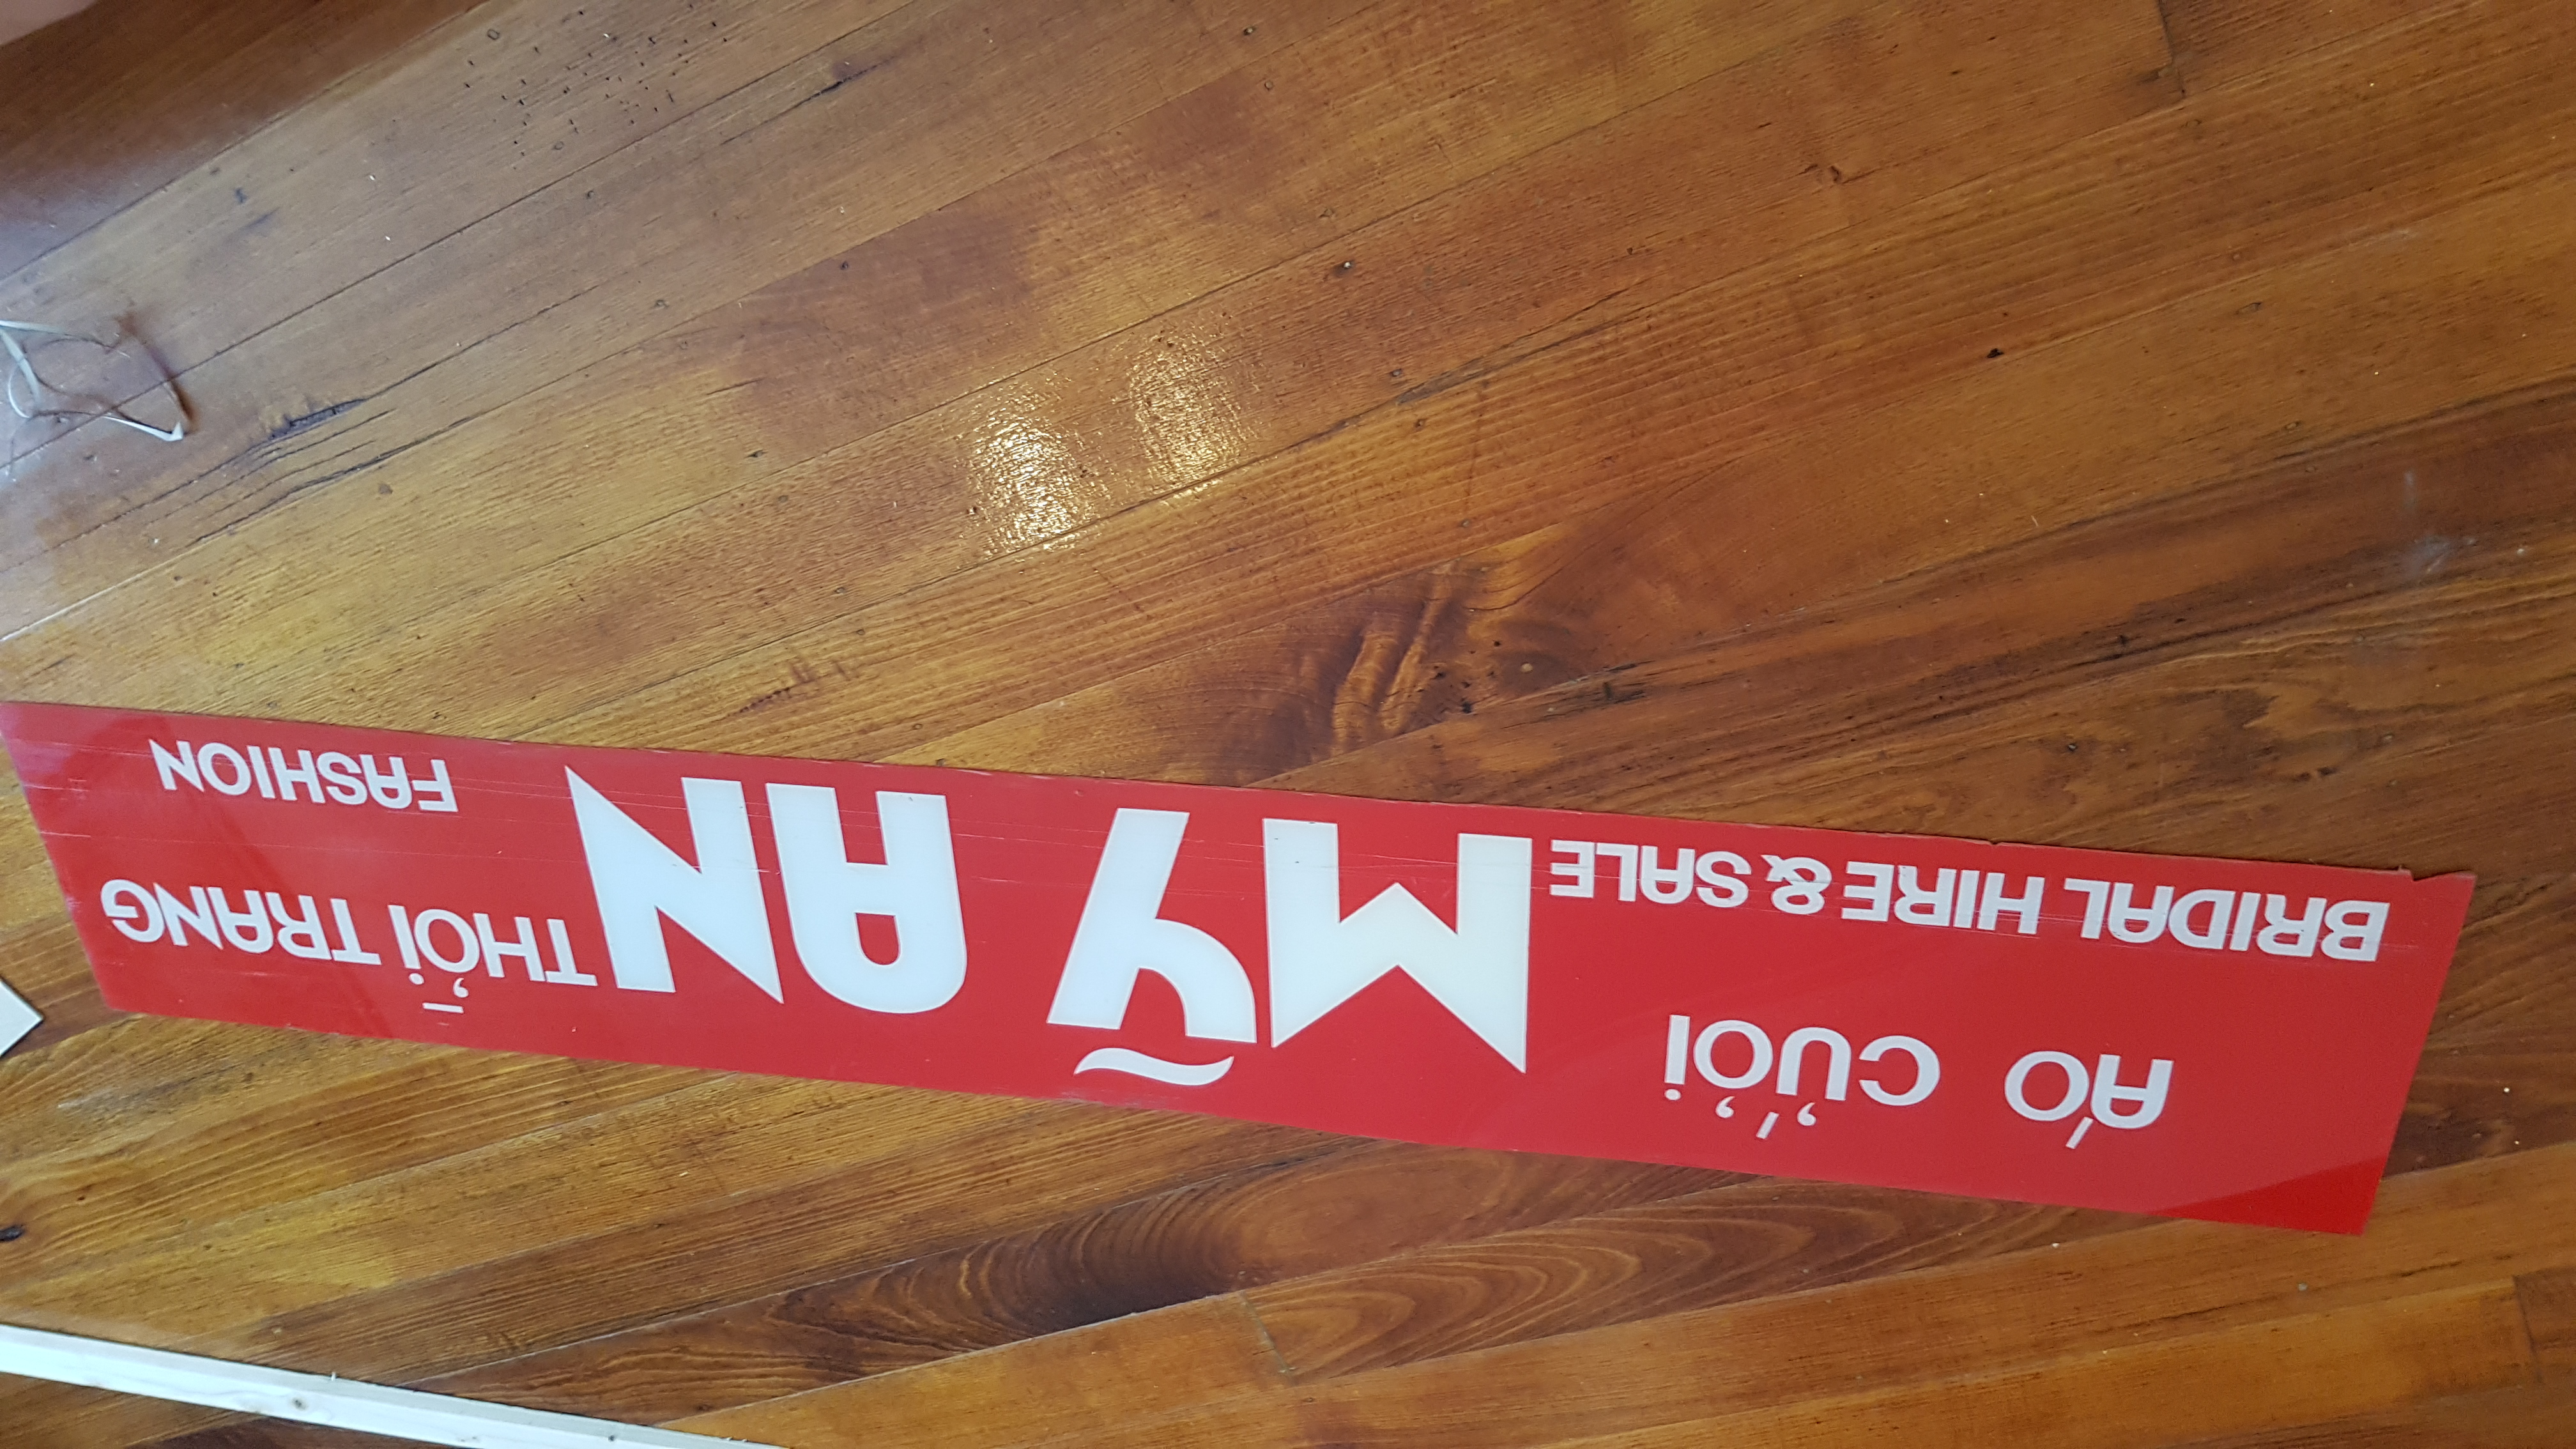 ÁO CƯỚI
BRIDAL HIRE & SALE
MỸ AN
THỜI TRANG
FASHION